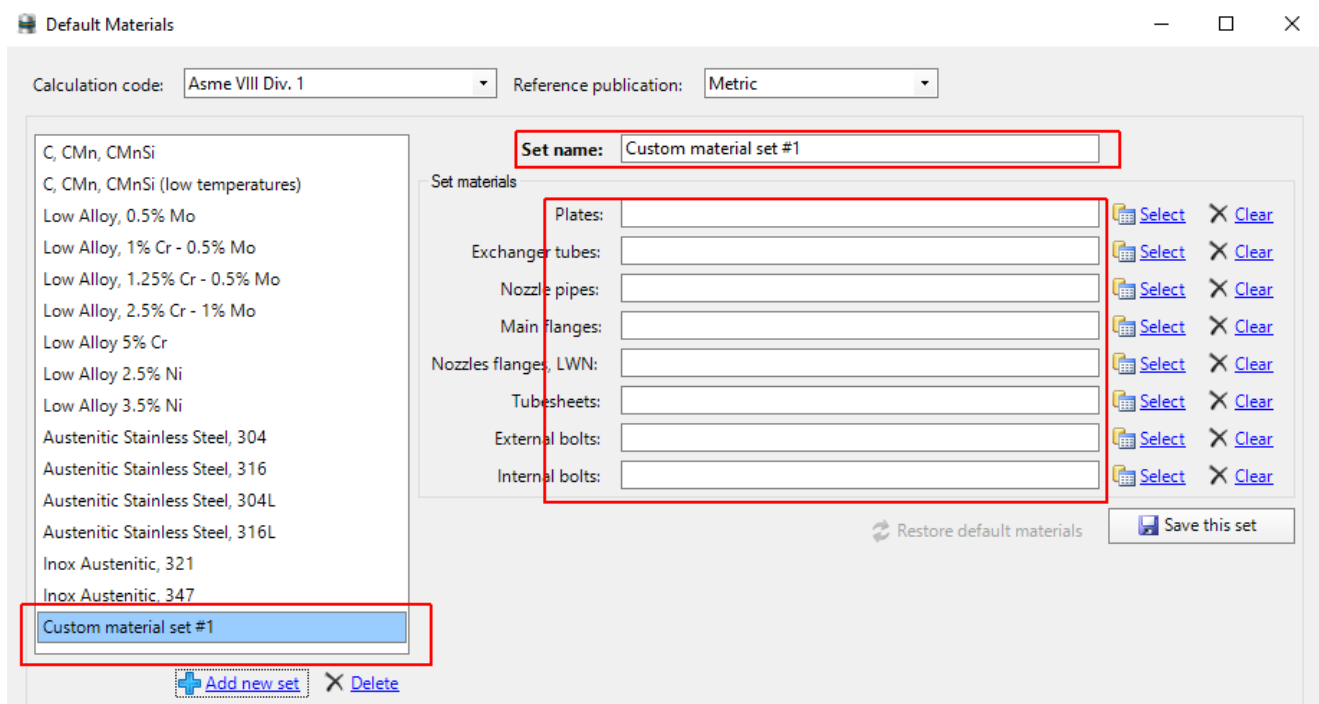 Default Materials
Calculation code: Asme VIII Div. 1 Reference publication: Metric
C, CMn, CMnSi
C, CMn, CMnSi (low temperatures)
Low Alloy, 0.5% Mo
Low Alloy, 1% Cr - 0.5% Mo
Low Alloy, 1.25% Cr - 0.5% Mo
Low Alloy, 2.5% Cr - 1% Mo
Low Alloy 5% Cr
Low Alloy 2.5% Ni
Low Alloy 3.5% Ni
Austenitic Stainless Steel, 304
Austenitic Stainless Steel, 316
Austenitic Stainless Steel, 304L
Austenitic Stainless Steel, 316L
Inox Austenitic, 321
Inox Austenitic, 347
Custom material set #1
Add new set Delete
Set name: Custom material set #1
Set materials
Plates: Select Clear
Exchanger tubes: Select Clear
Nozzle pipes: Select Clear
Main flanges: Select Clear
Nozzles flanges, LWN: Select Clear
Tubesheets: Select Clear
External bolts: Select Clear
Internal bolts: Select Clear
Restore default materials Save this set